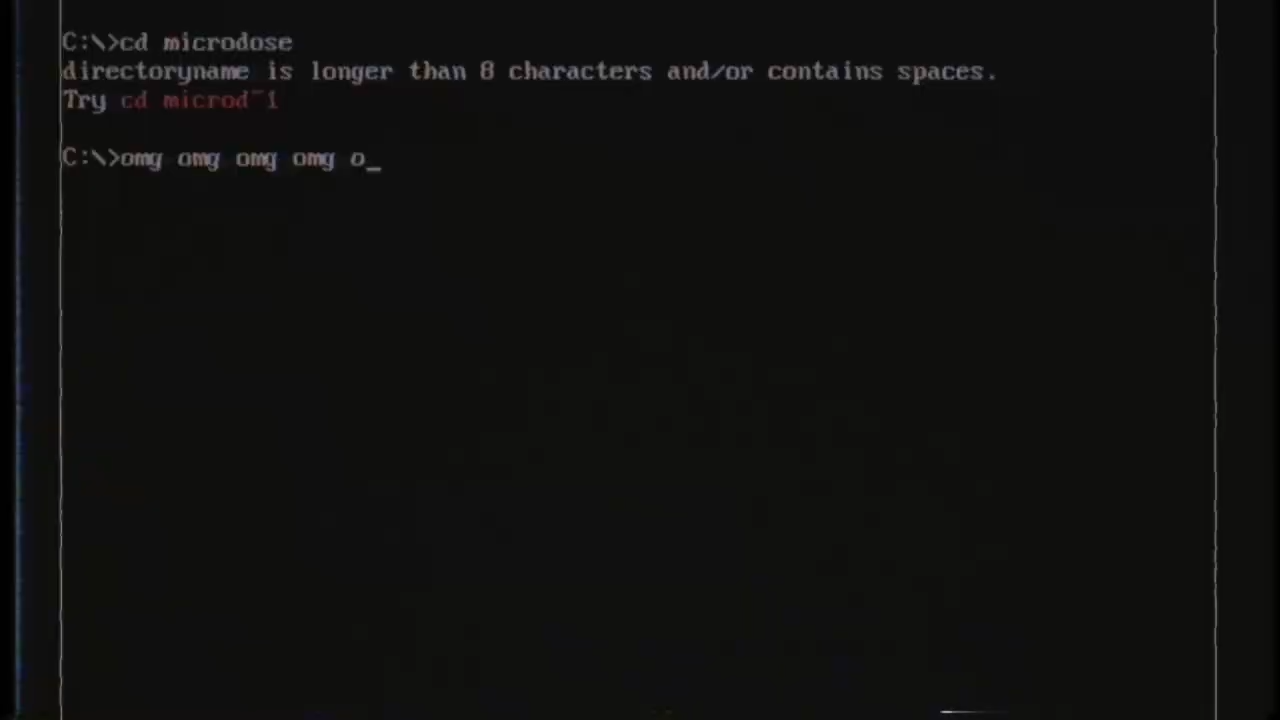 C:\>cd microdose
directoryname is longer than 8 characters and/or contains spaces.
Try cd microd~1
C:\>omg omg omg omg o_